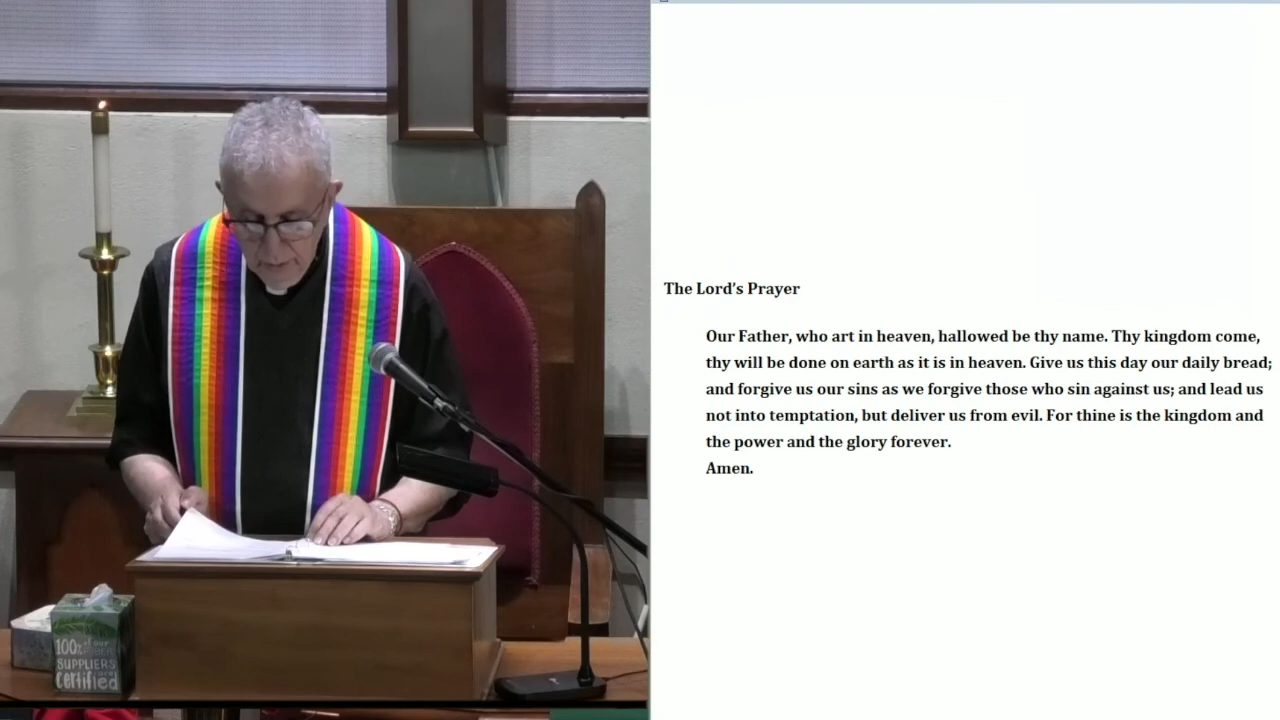 The Lord's Prayer
Our Father, who art in heaven, hallowed be thy name. Thy kingdom come,
thy will be done on earth as it is in heaven. Give us this day our daily bread;
and forgive us our sins as we forgive those who sin against us; and lead us
not into temptation, but deliver us from evil. For thine is the kingdom and
the power and the glory forever.
Amen.
100% of our
SUPPLIERS
certified